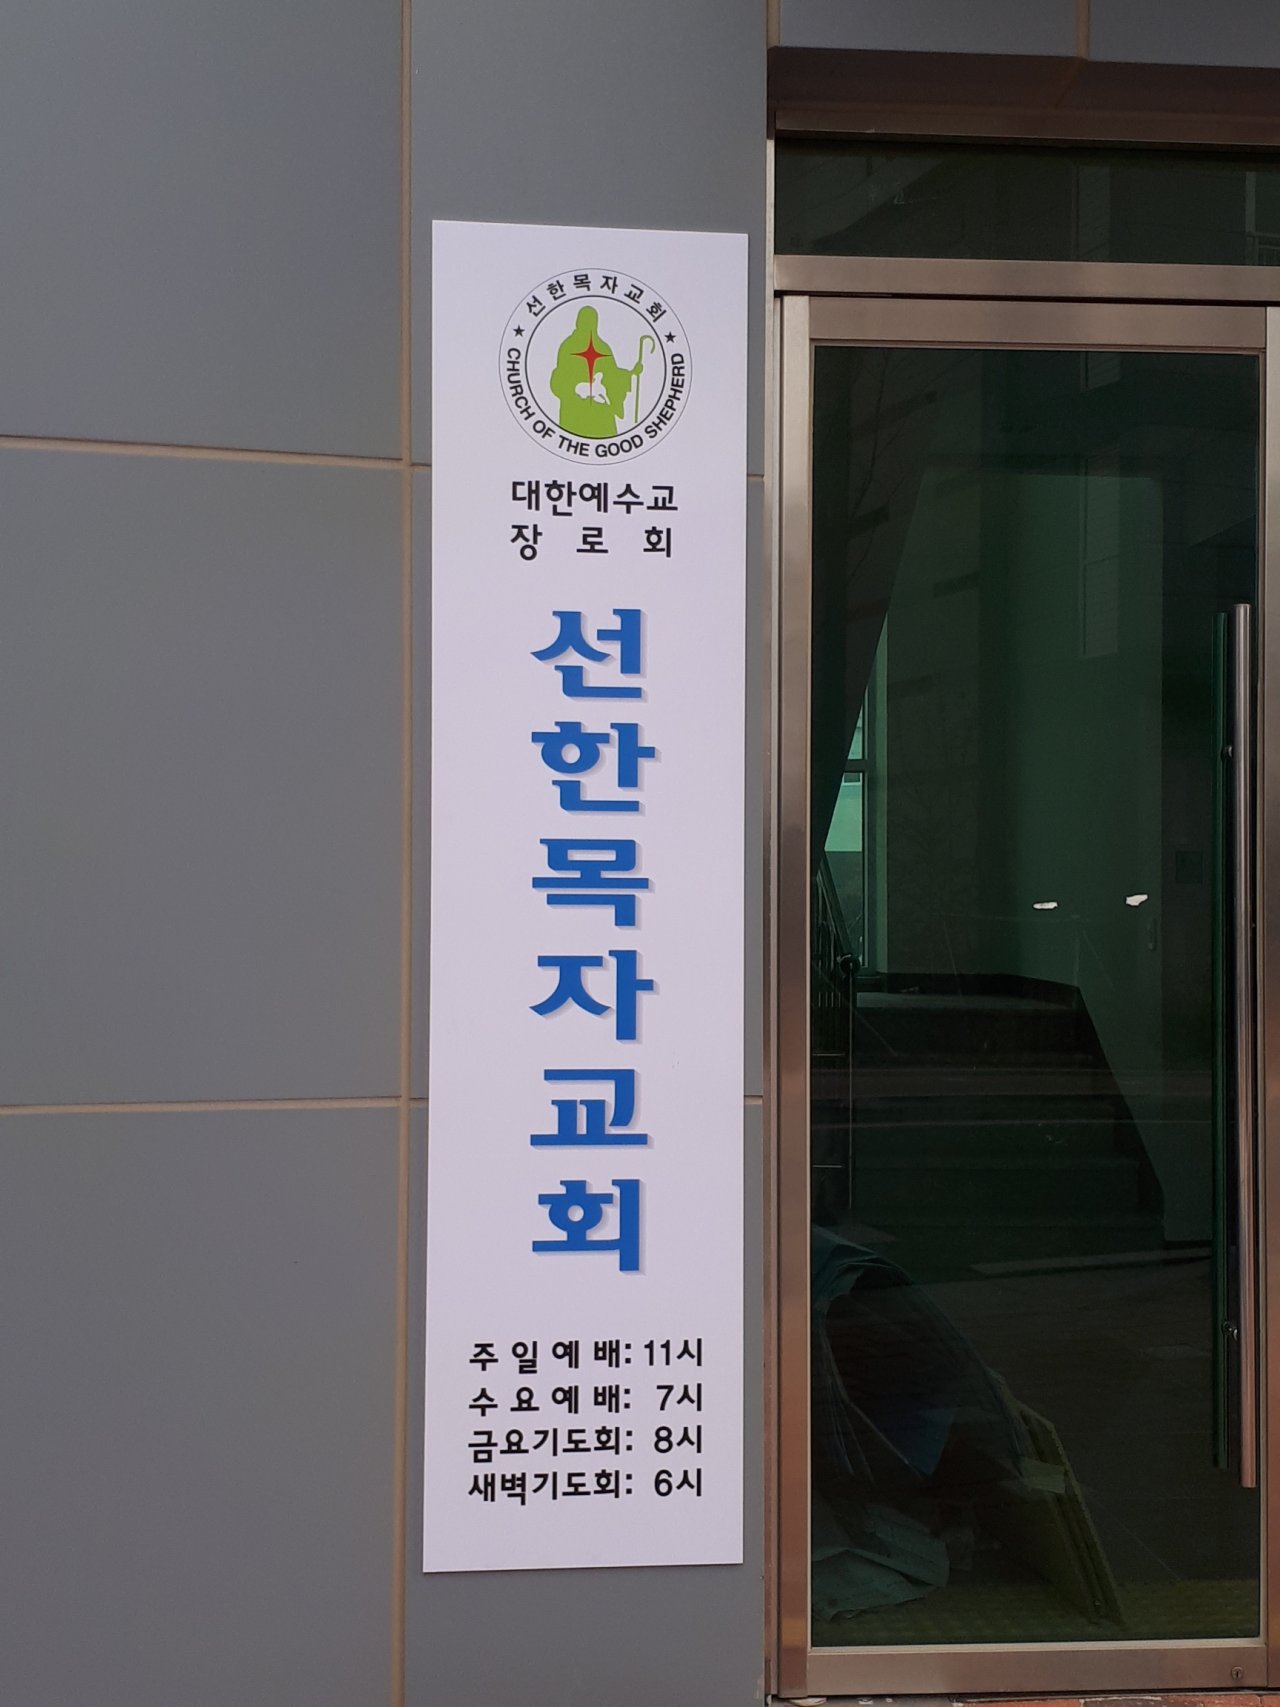 ★ 선한목자교회 ★
CHURCH OF THE GOOD SHEPHERD
대한예수교
장 로 회
선한목자교회
주 일 예 배: 11시
수 요 예 배: 7시
금요기도회: 8시
새벽기도회: 6시